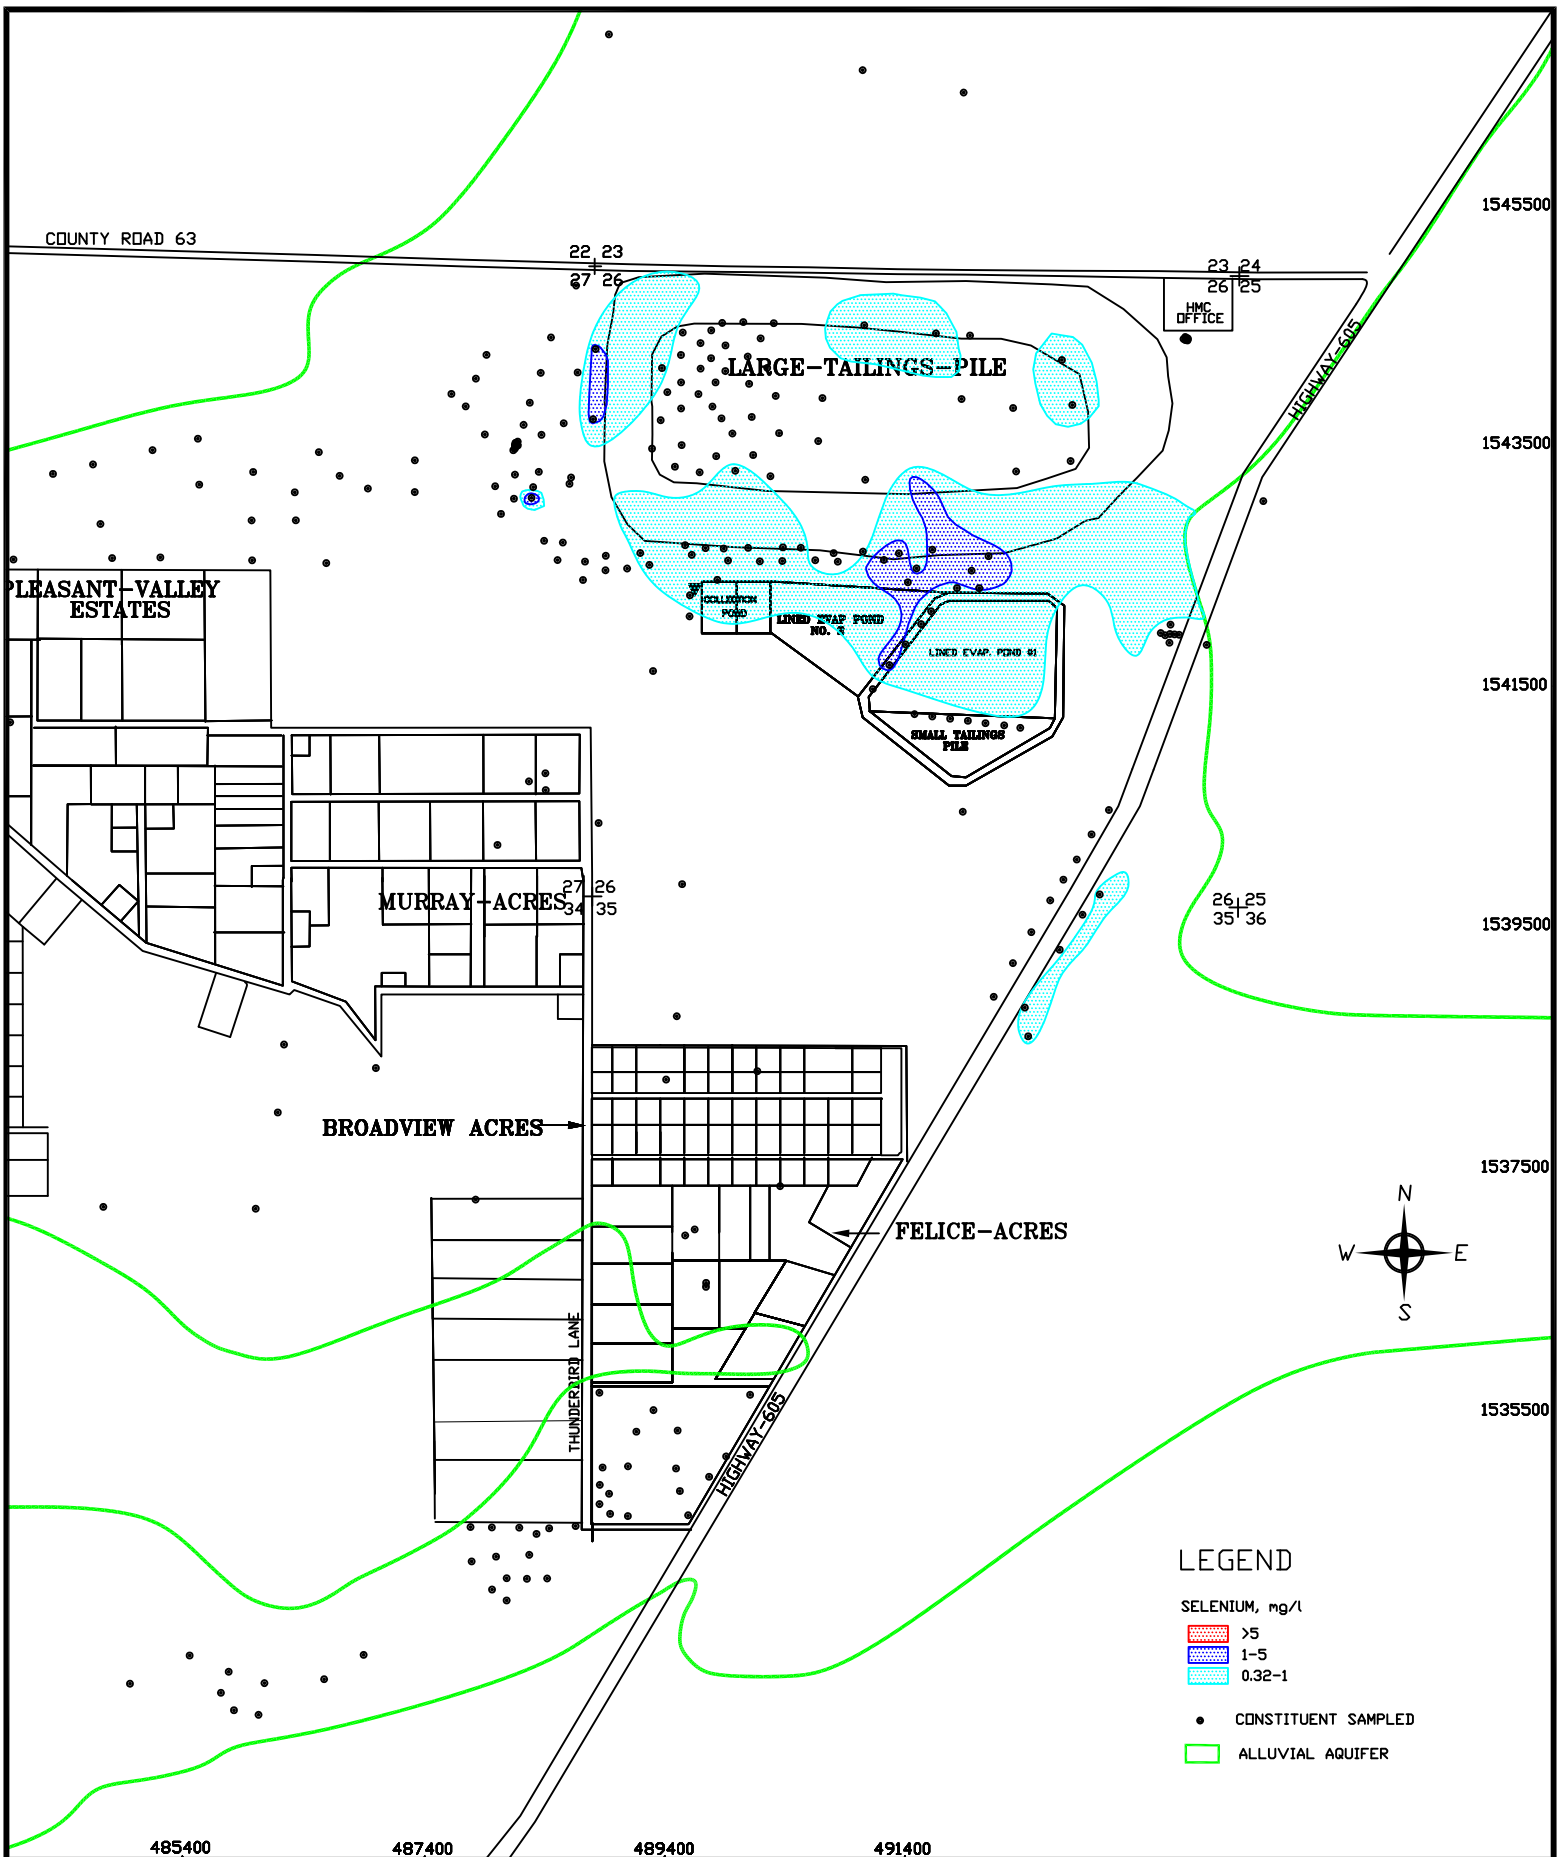 1545500
COUNTY ROAD 63
22 23
27 26
23 24
26 25
HMC
OFFICE
HIGHWAY-605
LARGE-TAILINGS-PILE
1543500
PLEASANT-VALLEY
ESTATES
COLLECTION
POND
LINED EVAP POND
NO. 2
LINED EVAP. POND #1
1541500
SMALL TAILINGS
PILE
27 26
34 35
MURRAY-ACRES
26 25
35 36
1539500
BROADVIEW ACRES
1537500
FELICE-ACRES
N
W E
S
THUNDERBIRD LANE
HIGHWAY-605
1535500
LEGEND
SELENIUM, mg/l
>5
1-5
0.32-1
CONSTITUENT SAMPLED
ALLUVIAL AQUIFER
485400 487400 489400 491400